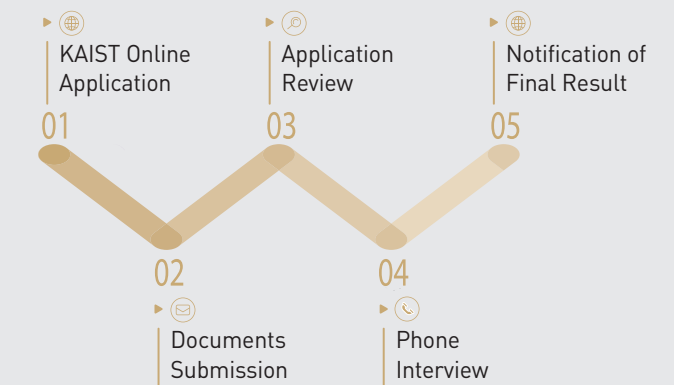 KAIST Online
Application
01
Documents
Submission
02
Application
Review
03
Phone
Interview
04
Notification of
Final Result
05